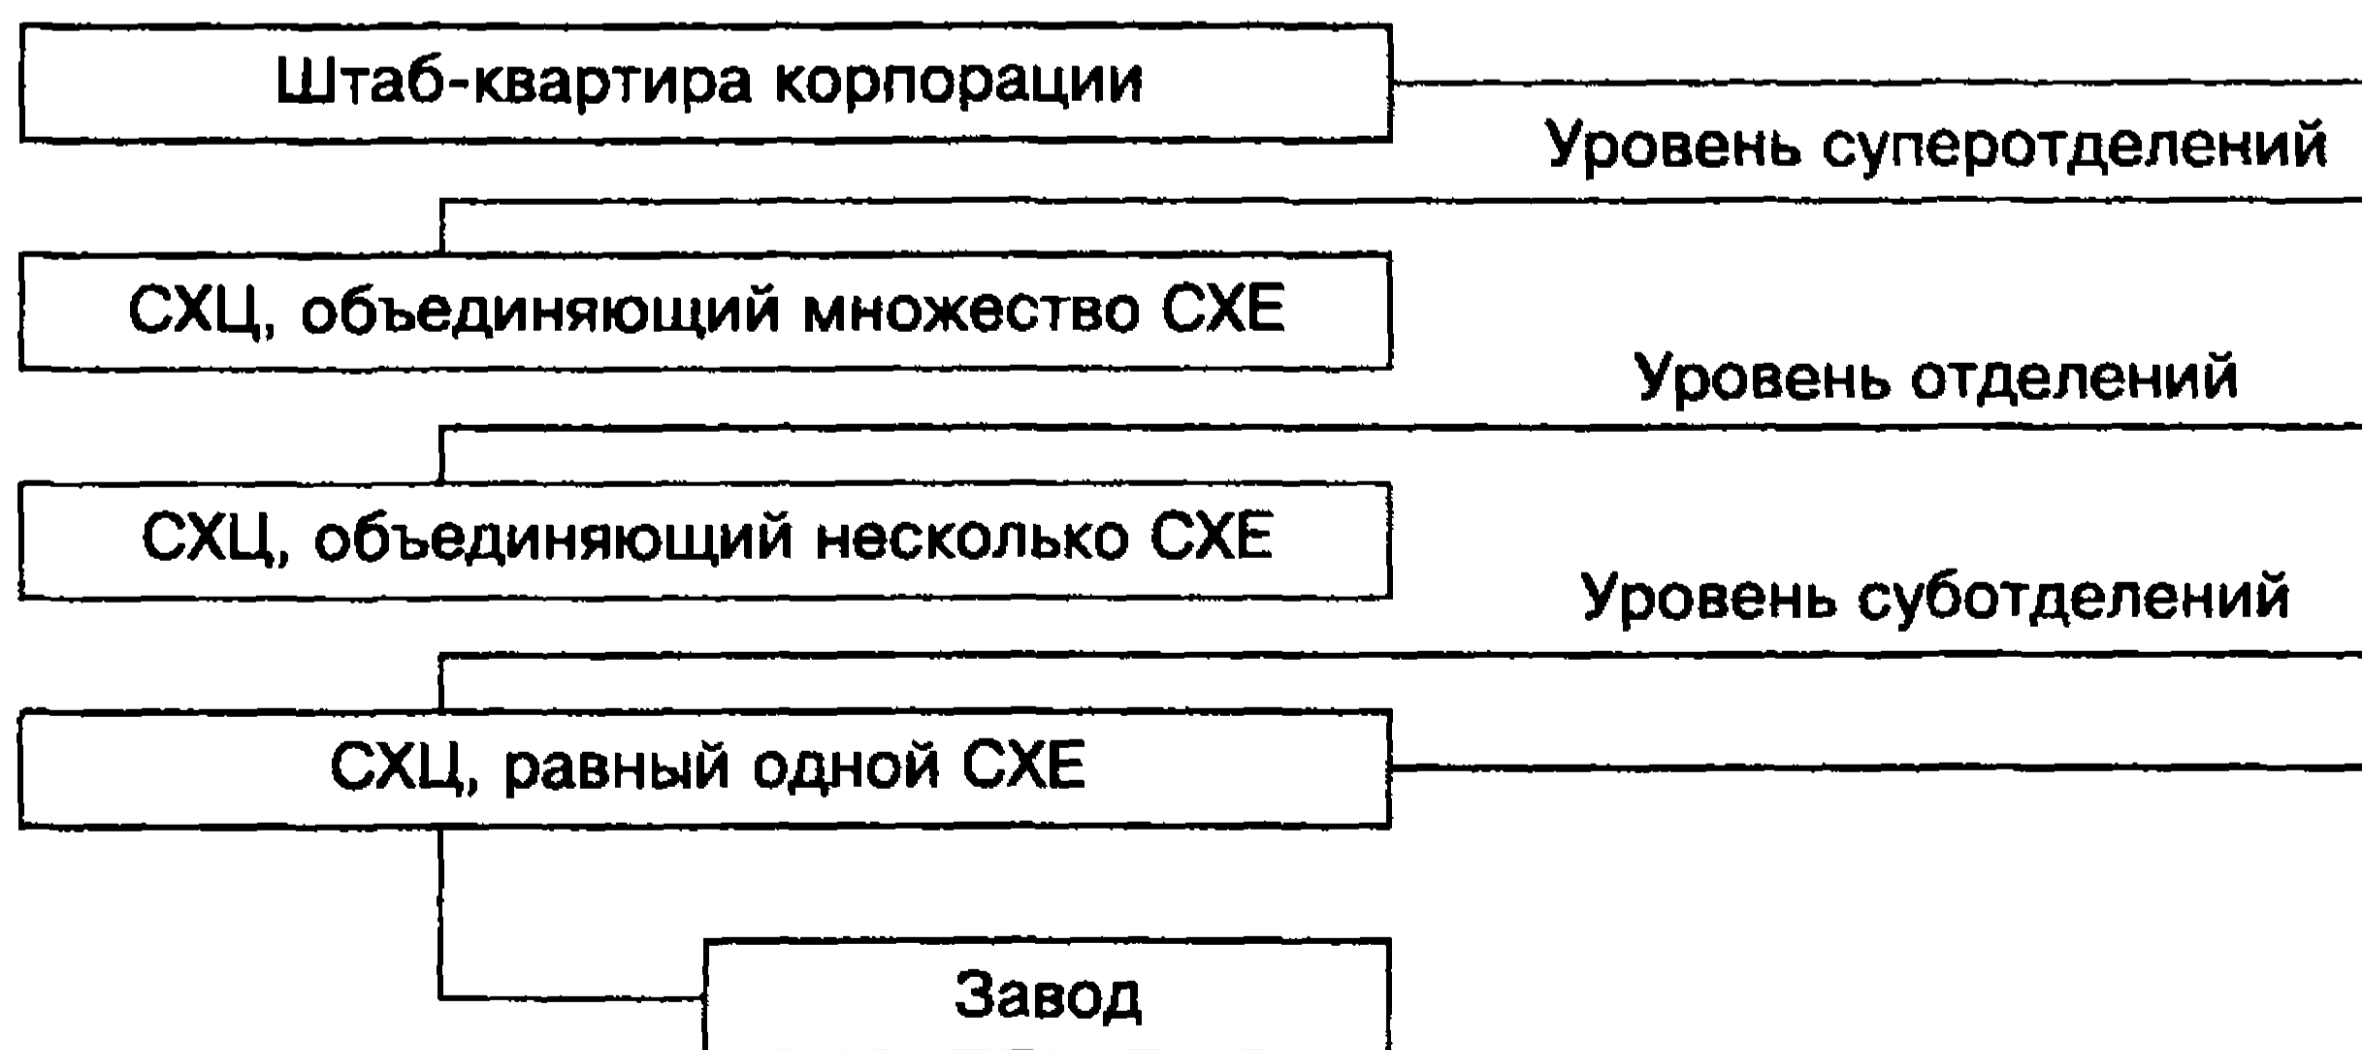 Штаб-квартира корпорации
Уровень суперотделений
СХЦ, объединяющий множество СХЕ
Уровень отделений
СХЦ, объединяющий несколько СХЕ
Уровень суботделений
СХЦ, равный одной СХЕ
Завод